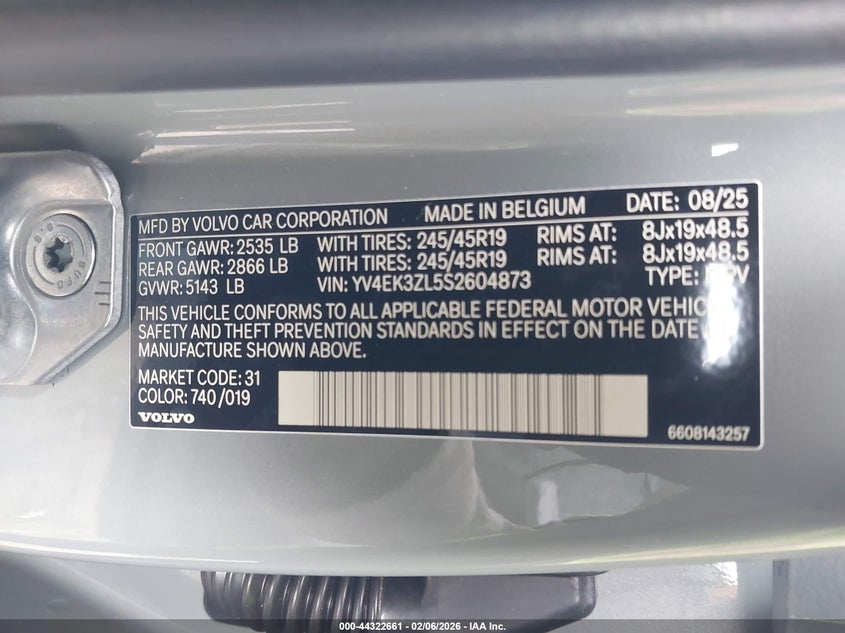 MFD BY VOLVO CAR CORPORATION MADE IN BELGIUM DATE: 08/25
FRONT GAWR: 2535 LB WITH TIRES: 245/45R19 RIMS AT: 8Jx19x48.5
REAR GAWR: 2866 LB WITH TIRES: 245/45R19 RIMS AT: 8Jx19x48.5
GVWR: 5143 LB VIN: YV4EK3ZL5S2604873 TYPE:
THIS VEHICLE CONFORMS TO ALL APPLICABLE FEDERAL MOTOR VEHICLE
SAFETY AND THEFT PREVENTION STANDARDS IN EFFECT ON THE DATE
MANUFACTURE SHOWN ABOVE.
MARKET CODE: 31
COLOR: 740/019
VOLVO
6608143257
000-44322661 - 02/06/2026 - IAA Inc.